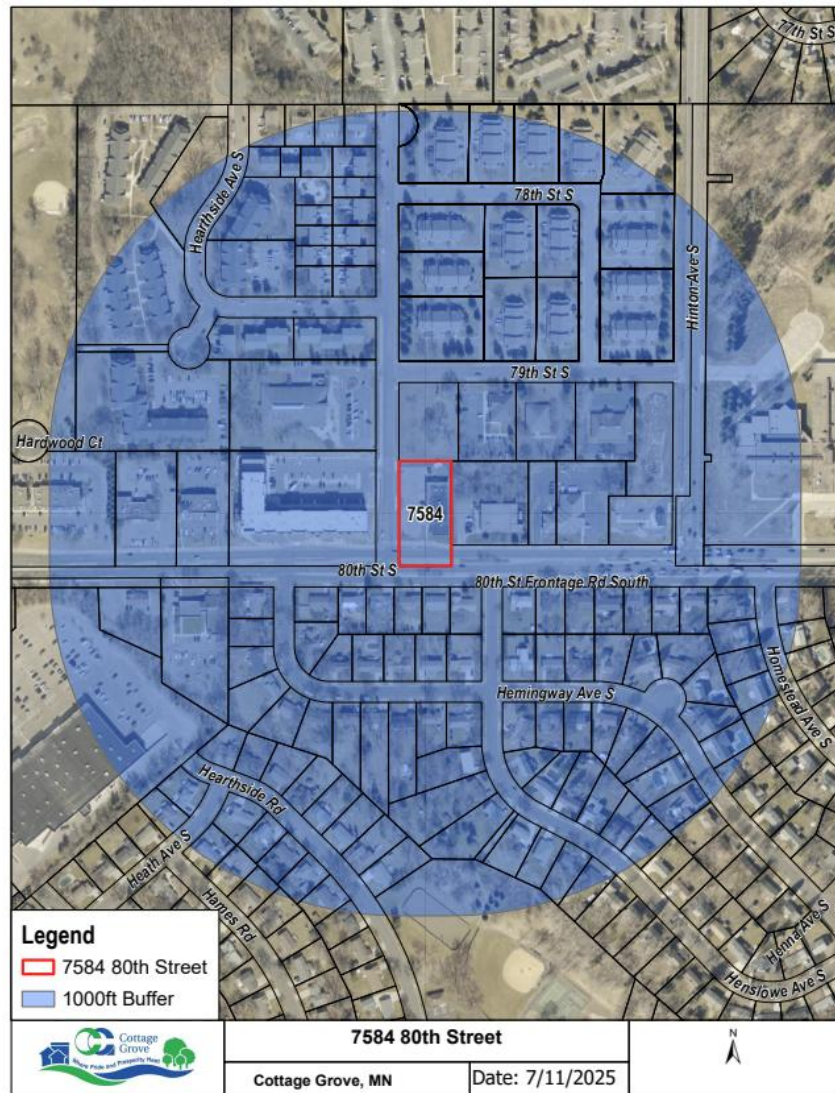 77th St S
Hearthside Ave S
78th St S
Hinton Ave S
79th St S
Hardwood Ct
7584
80th St S
80th St Frontage Rd South
Hemingway Ave S
Homestead Ave S
Hearthside Rd
Heath Ave S
Hames Rd
Henna Ave S
Henslowe Ave S
Legend
7584 80th Street
1000ft Buffer
Cottage
Grove
Where Pride and Prosperity Meet
7584 80th Street
Cottage Grove, MN
Date: 7/11/2025
N